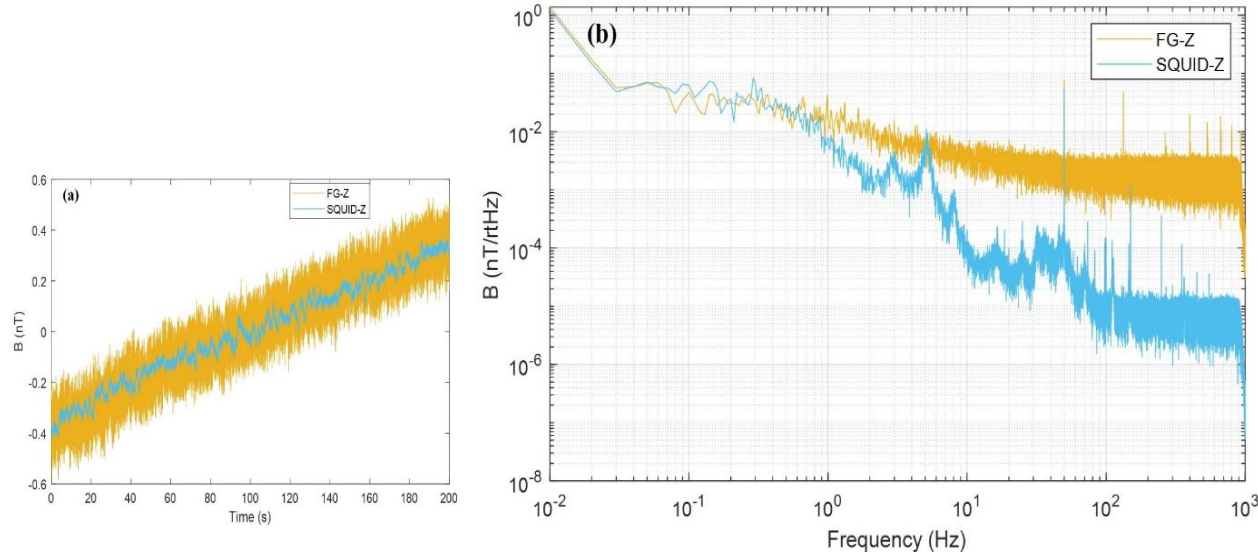 (a)
FG-Z
SQUID-Z
B (nT)
0.6
0.4
0.2
0
-0.2
-0.4
-0.6
0 20 40 60 80 100 120 140 160 180 200
Time (s)
(b)
FG-Z
SQUID-Z
B (nT/rtHz)
10^0
10^-2
10^-4
10^-6
10^-8
10^-2 10^-1 10^0 10^1 10^2 10^3
Frequency (Hz)